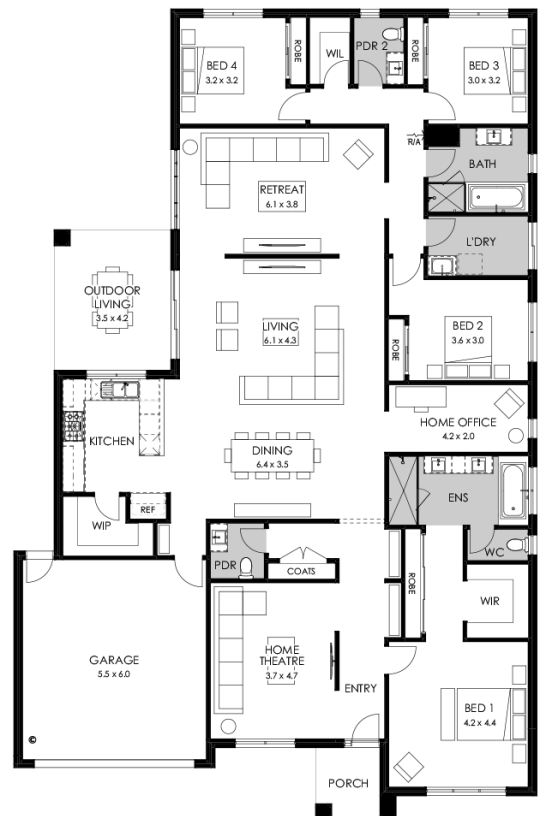 BED 4
3.2 x 3.2
ROBE
WIL
PDR 2
ROBE
BED 3
3.0 x 3.2
R/A
BATH
RETREAT
6.1 x 3.8
L'DRY
OUTDOOR
LIVING
3.5 x 4.2
LIVING
6.1 x 4.3
BED 2
3.6 x 3.0
ROBE
HOME OFFICE
4.2 x 2.0
KITCHEN
DINING
6.4 x 3.5
ENS
REF
WIP
WC
PDR
COATS
ROBE
WIR
GARAGE
5.5 x 6.0
HOME
THEATRE
3.7 x 4.7
ENTRY
BED 1
4.2 x 4.4
©
PORCH